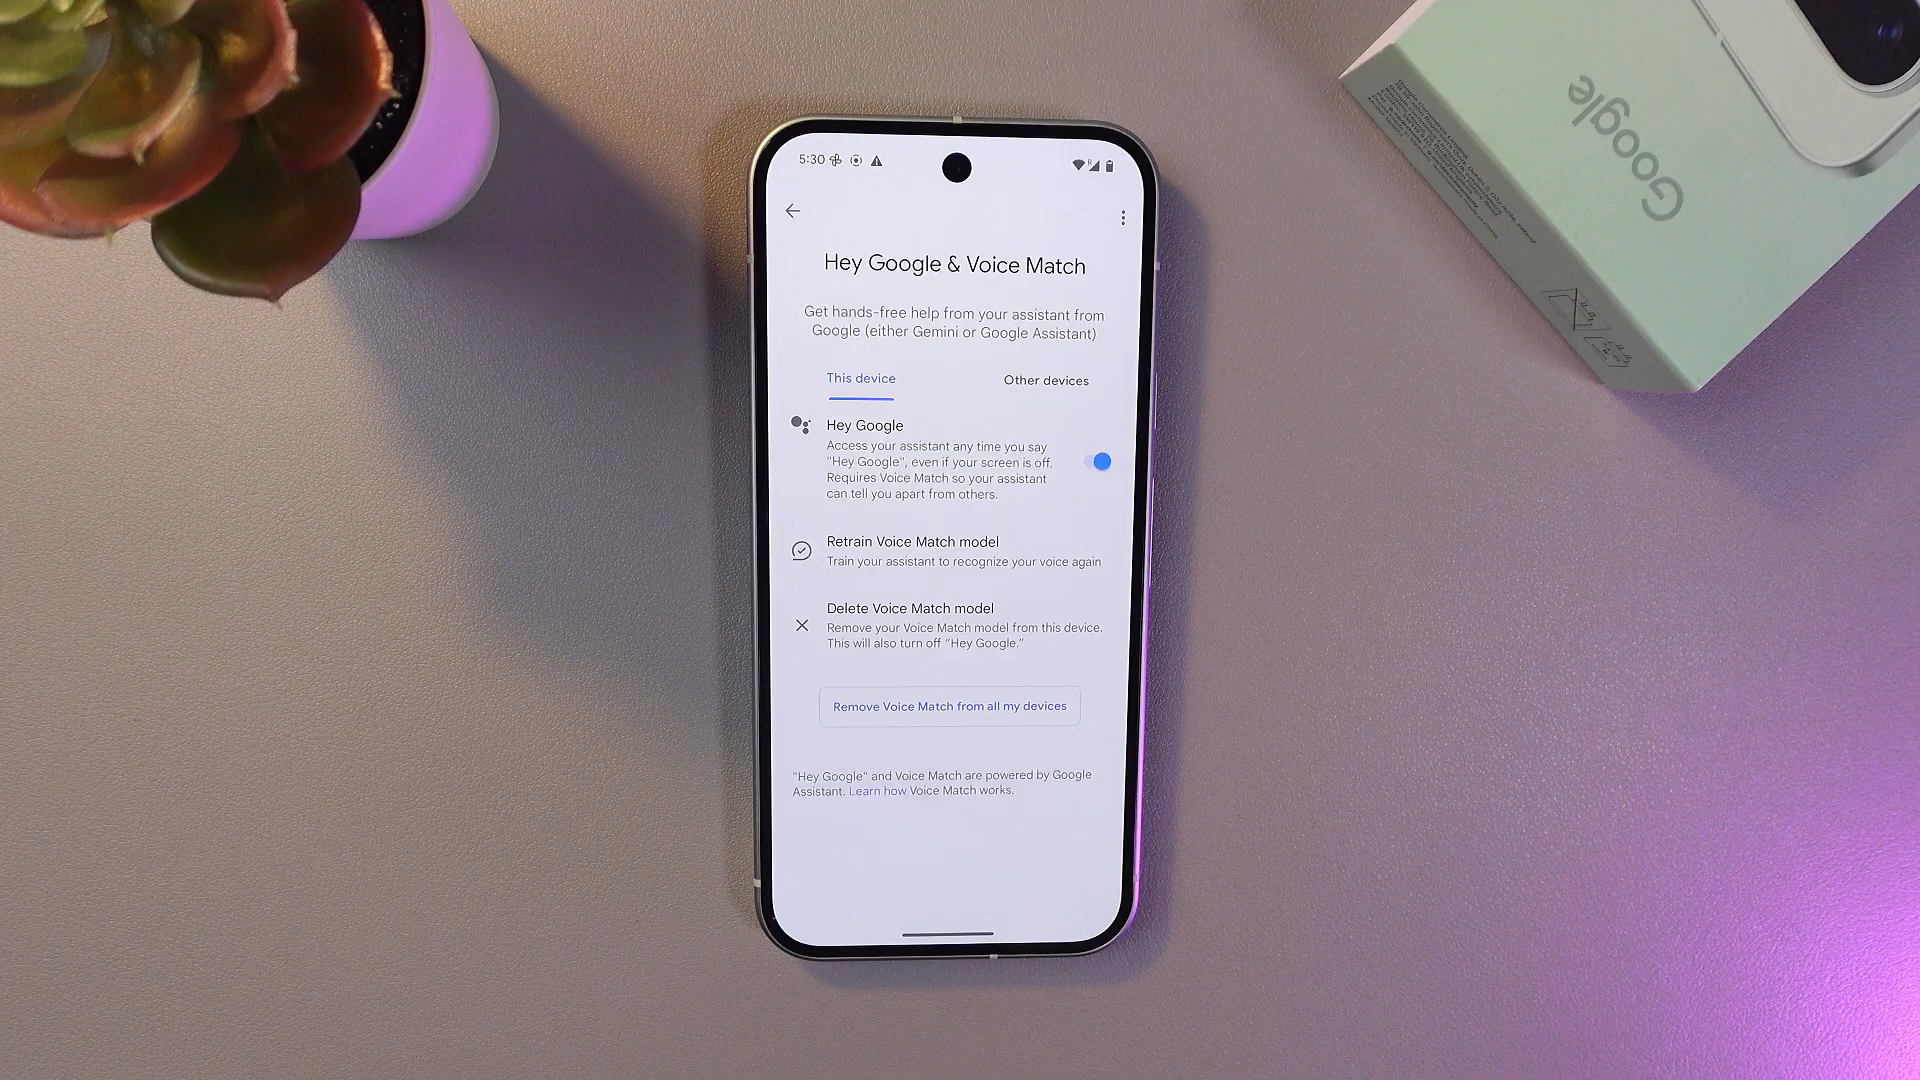 5:30
R
Hey Google & Voice Match
Get hands-free help from your assistant from
Google (either Gemini or Google Assistant)
This device
Other devices
Hey Google
Access your assistant any time you say
"Hey Google", even if your screen is off.
Requires Voice Match so your assistant
can tell you apart from others.
Retrain Voice Match model
Train your assistant to recognize your voice again
Delete Voice Match model
Remove your Voice Match model from this device.
This will also turn off “Hey Google.”
Remove Voice Match from all my devices
"Hey Google" and Voice Match are powered by Google
Assistant. Learn how Voice Match works.
Google